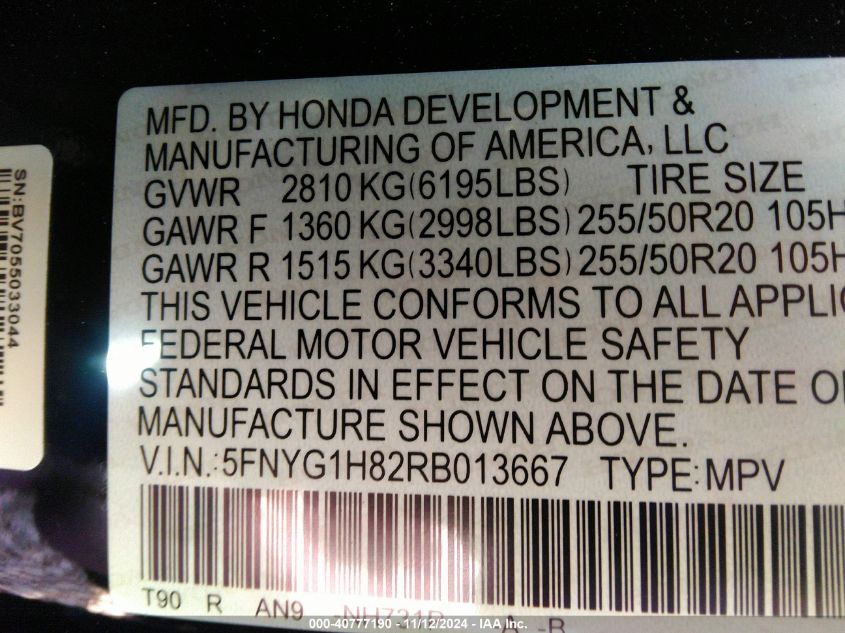 MFD. BY HONDA DEVELOPMENT &
MANUFACTURING OF AMERICA, LLC
GVWR 2810 KG(6195LBS) TIRE SIZE
GAWR F 1360 KG(2998LBS) 255/50R20 105H
GAWR R 1515 KG(3340LBS) 255/50R20 105H
THIS VEHICLE CONFORMS TO ALL APPLIC
FEDERAL MOTOR VEHICLE SAFETY
STANDARDS IN EFFECT ON THE DATE OF
MANUFACTURE SHOWN ABOVE.
V.I.N.:5FNYG1H82RB013667 TYPE:MPV
T90 R AN9 A -B
SN:BV7055033044
000-40777190 - 11/12/2024 - IAA Inc.